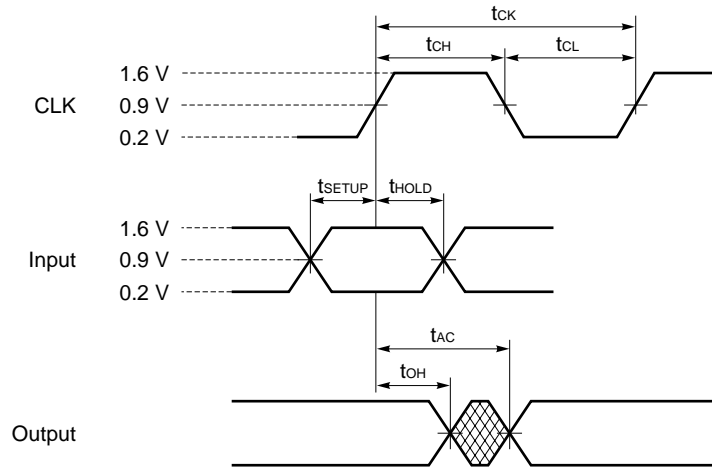 tCK
tCH tCL
1.6 V
CLK 0.9 V
0.2 V
tSETUP tHOLD
1.6 V
Input 0.9 V
0.2 V
tAC
tOH
Output